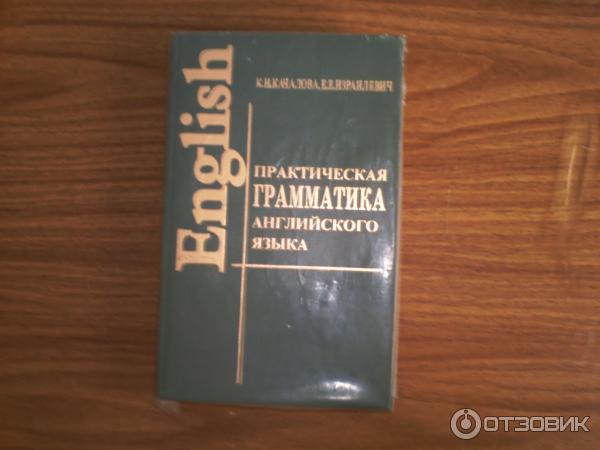 К.Н.КАЧАЛОВА, Е.Е.ИЗРАИЛЕВИЧ
English
ПРАКТИЧЕСКАЯ
ГРАММАТИКА
АНГЛИЙСКОГО
ЯЗЫКА
ОТЗОВИК